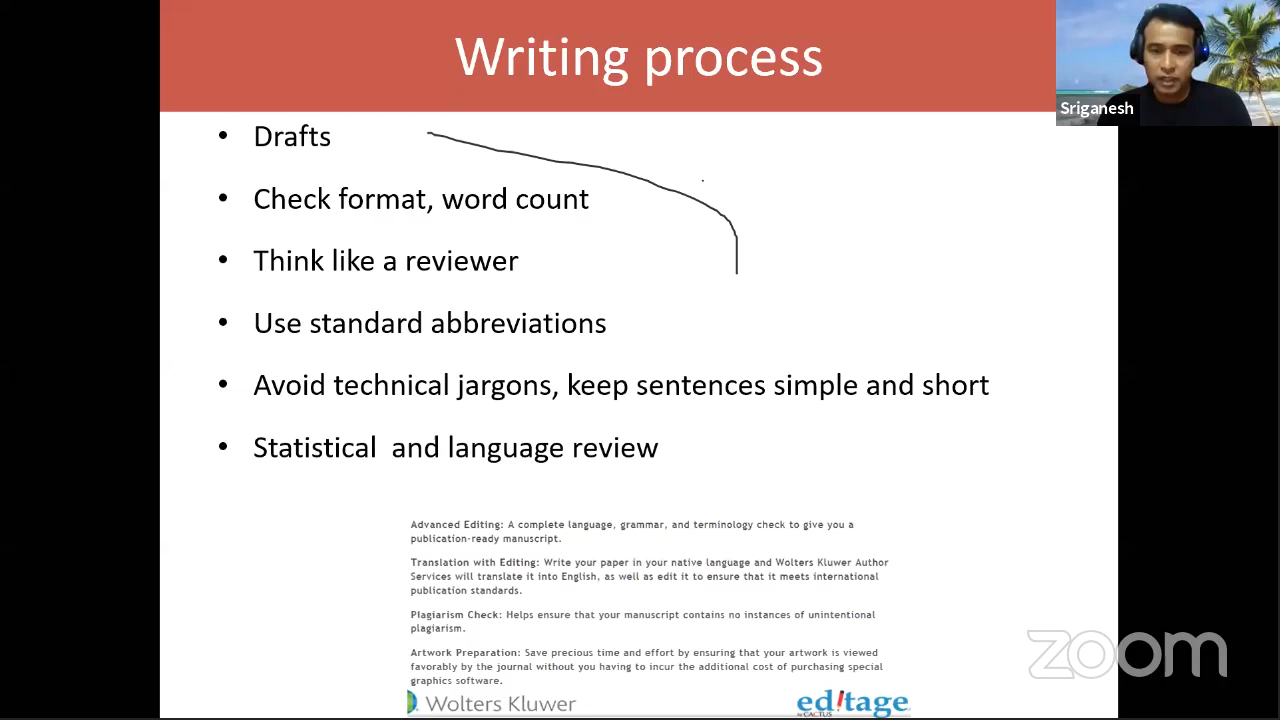 Writing process
Sriganesh
• Drafts
• Check format, word count
• Think like a reviewer
• Use standard abbreviations
• Avoid technical jargons, keep sentences simple and short
• Statistical  and language review
Advanced Editing: A complete language, grammar, and terminology check to give you a
publication-ready manuscript.
Translation with Editing: Write your paper in your native language and Wolters Kluwer Author
Services will translate it into English, as well as edit it to ensure that it meets international
publication standards.
Plagiarism Check: Helps ensure that your manuscript contains no instances of unintentional
plagiarism.
Artwork Preparation: Save precious time and effort by ensuring that your artwork is viewed
favorably by the journal without you having to incur the additional cost of purchasing special
graphics software.
Wolters Kluwer
ed!tage
by CACTUS
zoom